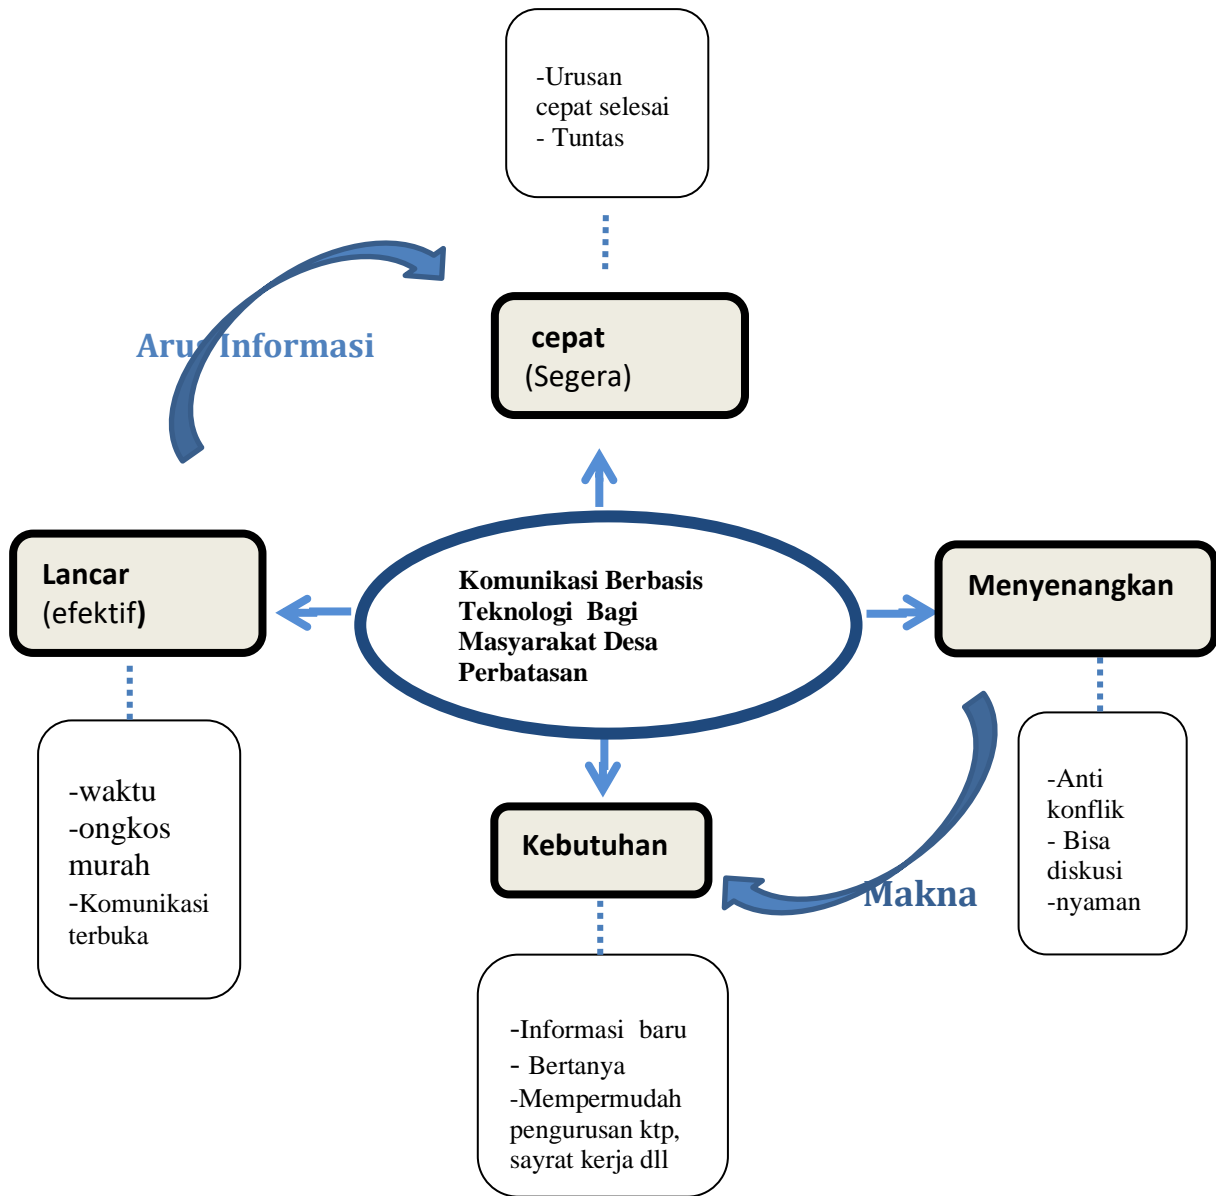 -Urusan
cepat selesai
- Tuntas
Arus Informasi
cepat
(Segera)
Lancar
(efektif)
Komunikasi Berbasis
Teknologi Bagi
Masyarakat Desa
Perbatasan
Menyenangkan
-waktu
-ongkos
murah
-Komunikasi
terbuka
Kebutuhan
Makna
-Anti
konflik
- Bisa
diskusi
-nyaman
-Informasi baru
- Bertanya
-Mempermudah
pengurusan ktp,
sayrat kerja dll